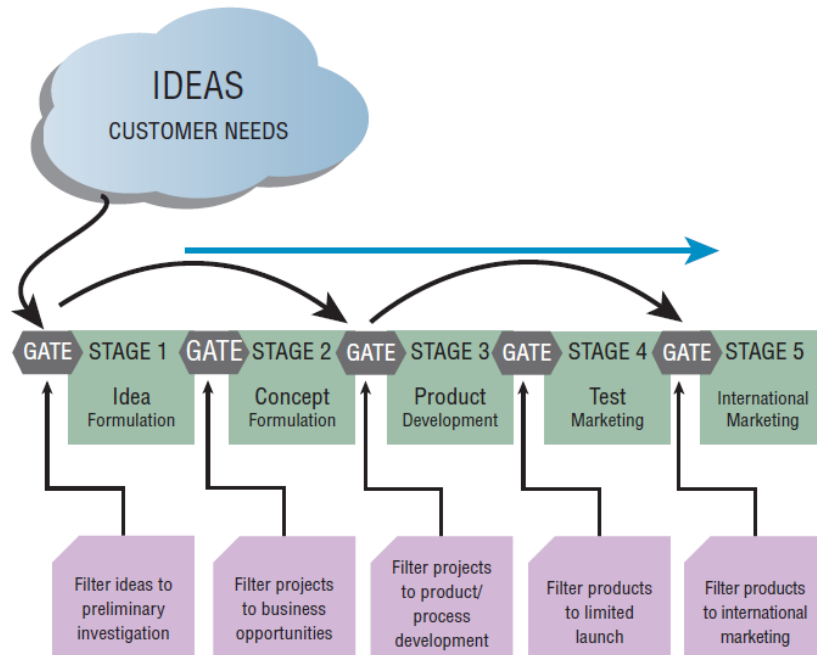 IDEAS
CUSTOMER NEEDS
GATE STAGE 1 GATE STAGE 2 GATE STAGE 3 GATE STAGE 4 GATE STAGE 5
Idea
Formulation
Concept
Formulation
Product
Development
Test
Marketing
International
Marketing
Filter ideas to
preliminary
investigation
Filter projects
to business
opportunities
Filter projects
to product/
process
development
Filter products
to limited
launch
Filter products
to international
marketing